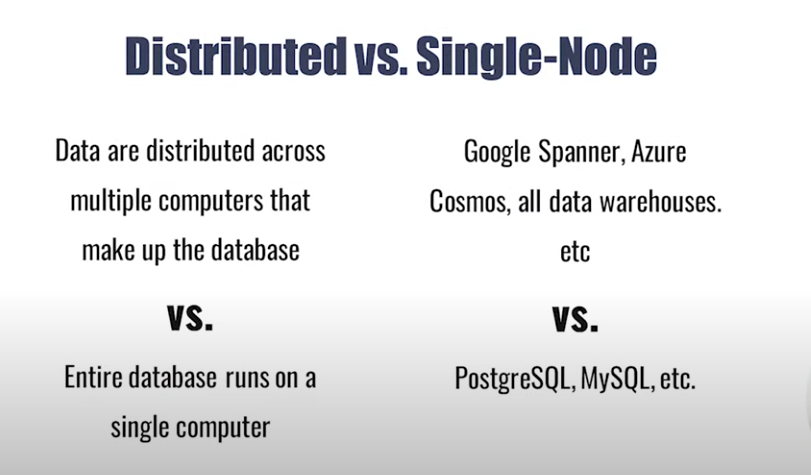 Distributed vs. Single-Node
Data are distributed across
multiple computers that
make up the database
vs.
Entire database runs on a
single computer
Google Spanner, Azure
Cosmos, all data warehouses.
etc
vs.
PostgreSQL, MySQL, etc.